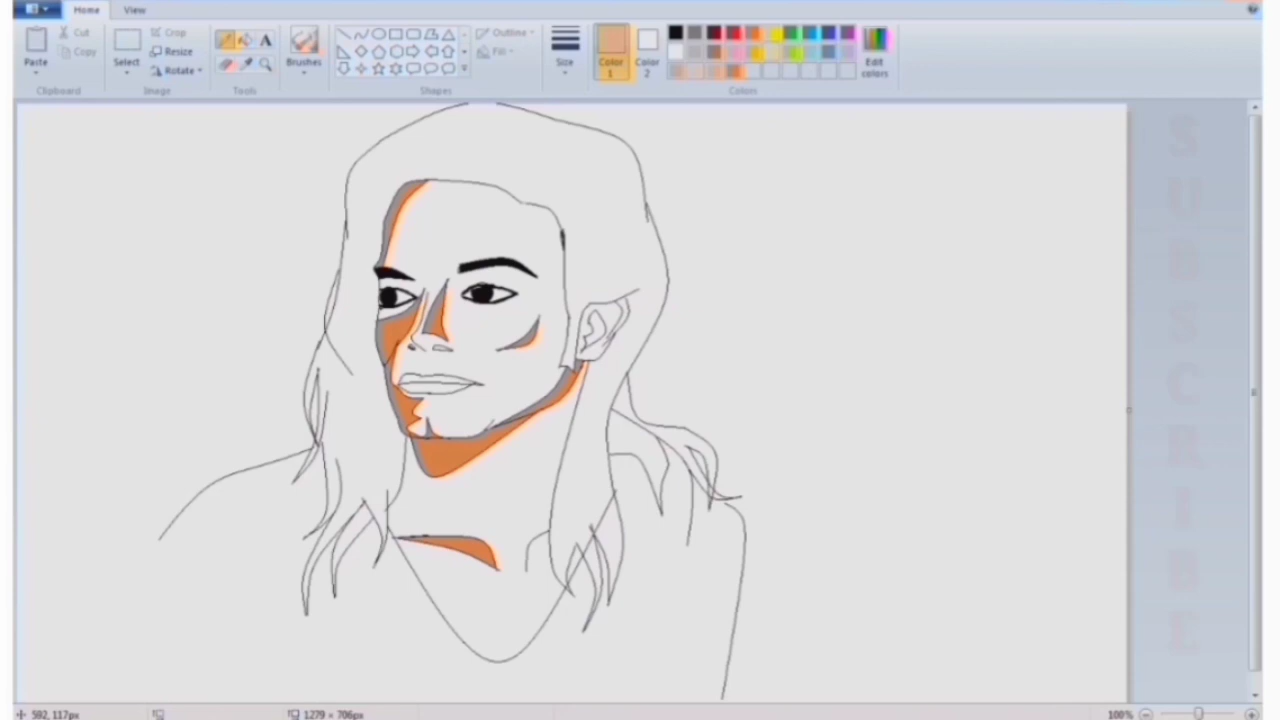 Home View
Paste
Cut
Copy
Clipboard
Select
Crop
Resize
Rotate
Image
A
Tools
Brushes
Outline
Fill
Shapes
Size
Color 1
Color 2
Edit colors
Colors
S
U
B
S
C
R
I
B
E
592, 117px
1279 × 706px
100%